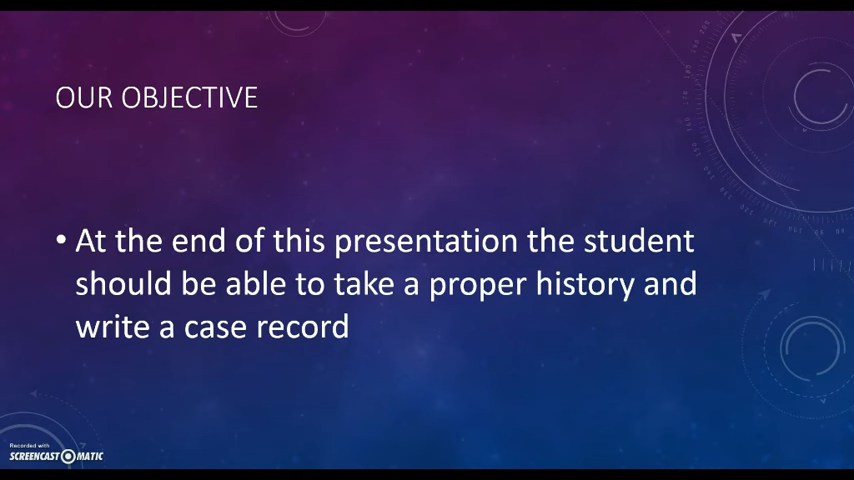 OUR OBJECTIVE
• At the end of this presentation the student
should be able to take a proper history and
write a case record
Recorded with
SCREENCAST MATIC